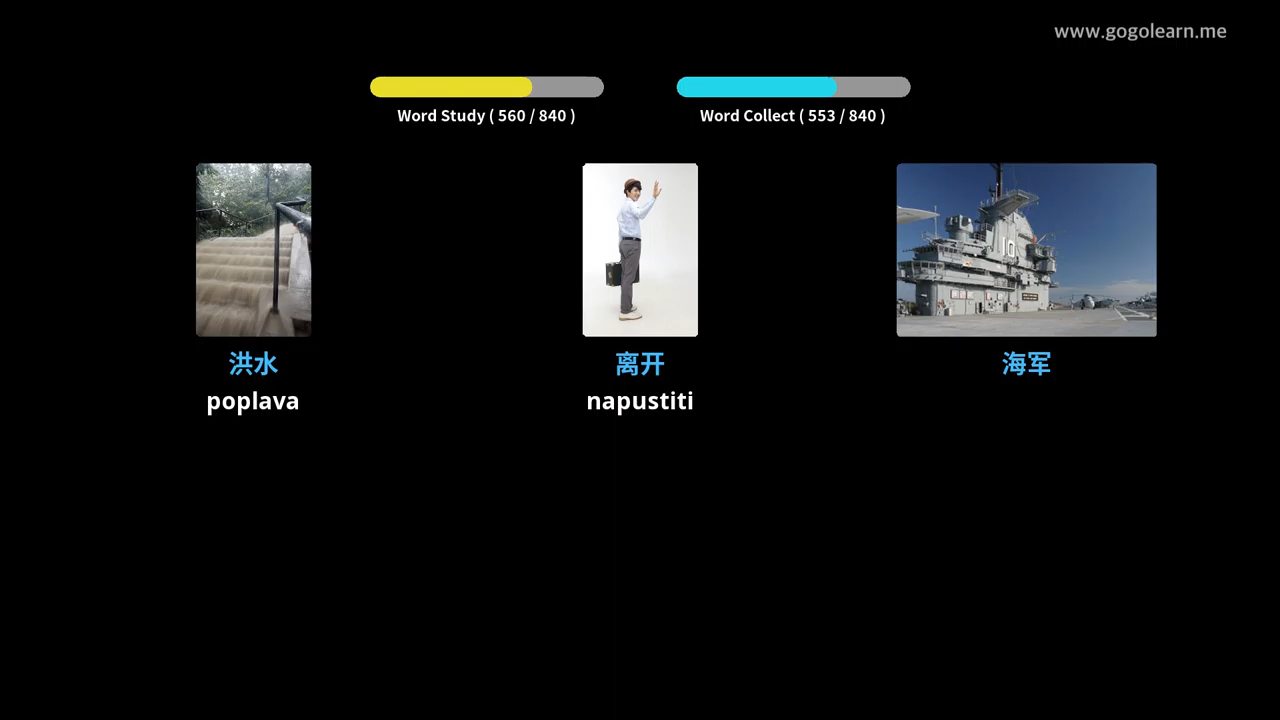 www.gogolearn.me
Word Study ( 560 / 840 )
Word Collect ( 553 / 840 )
洪水
poplava
离开
napustiti
海军